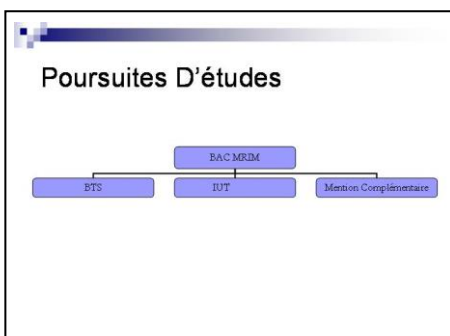 Poursuites D'études
BAC MRIM
BTS
IUT
Mention Complémentaire